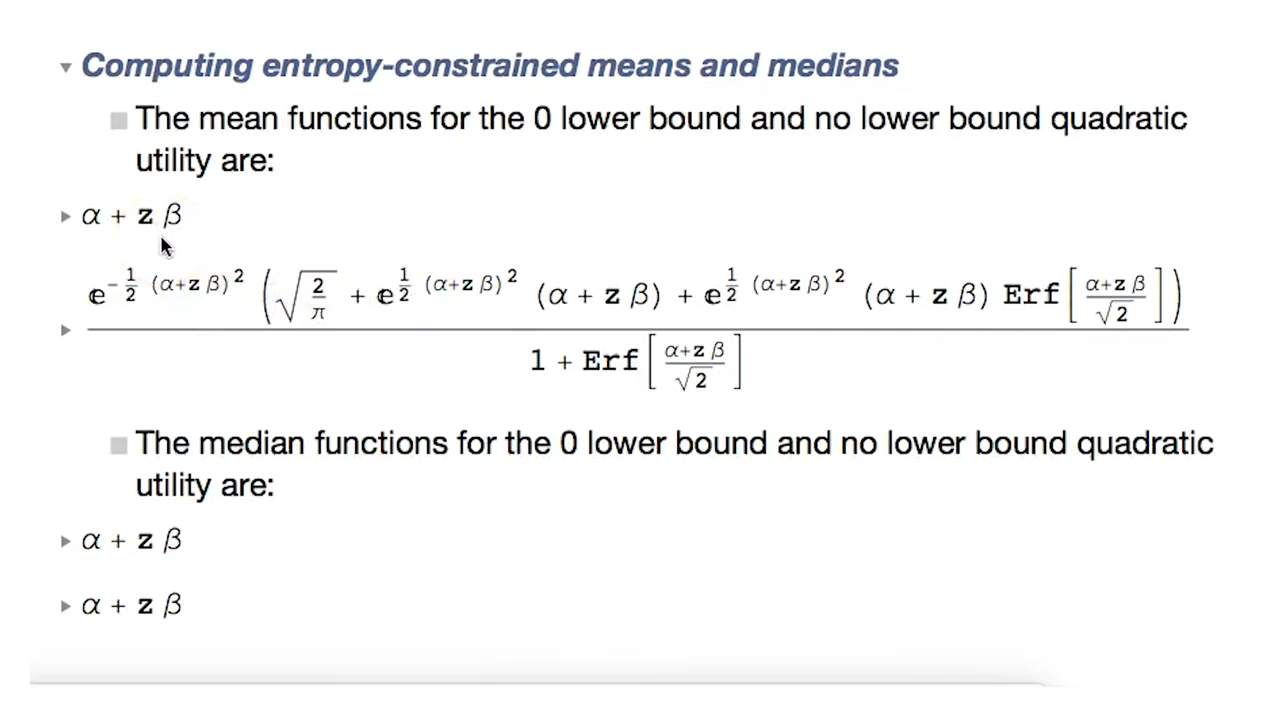 Computing entropy-constrained means and medians
The mean functions for the 0 lower bound and no lower bound quadratic
utility are:
α + z β
e^(-1/2 (α+z β)^2) (√(2/π) + e^(1/2 (α+z β)^2) (α + z β) + e^(1/2 (α+z β)^2) (α + z β) Erf[(α+z β)/√2])
1 + Erf[(α+z β)/√2]
The median functions for the 0 lower bound and no lower bound quadratic
utility are:
α + z β
α + z β